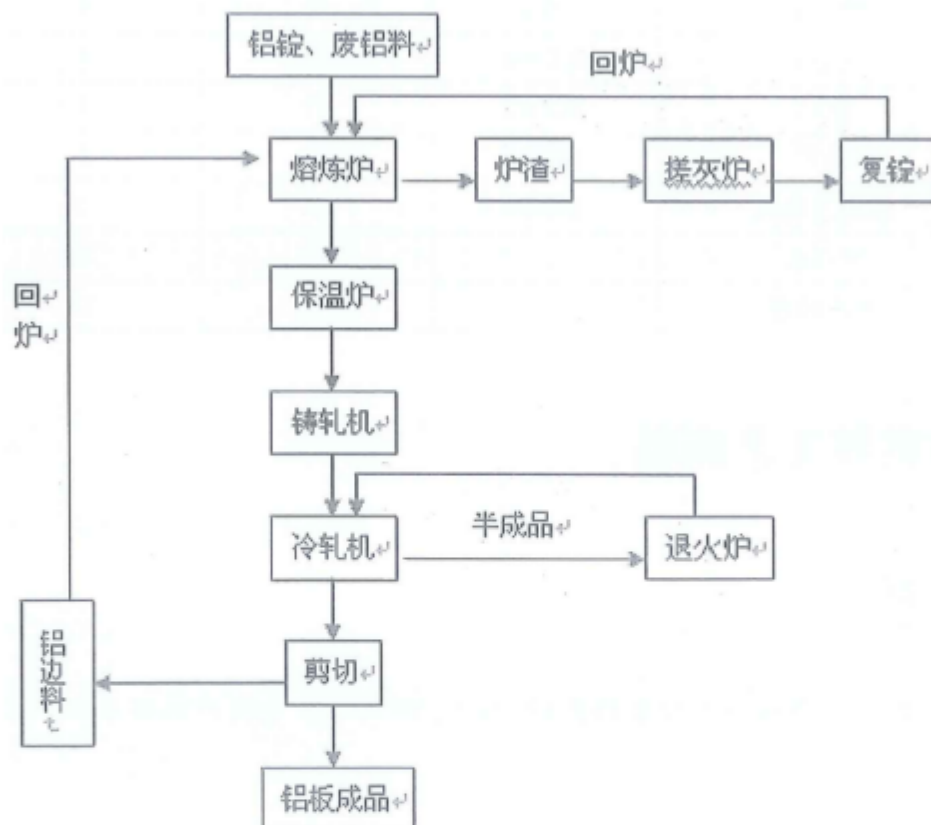 铝锭、废铝料
回炉
熔炼炉
炉渣
搓灰炉
复锭
保温炉
回
炉
铸轧机
半成品
冷轧机
退火炉
铝边料
剪切
铝板成品